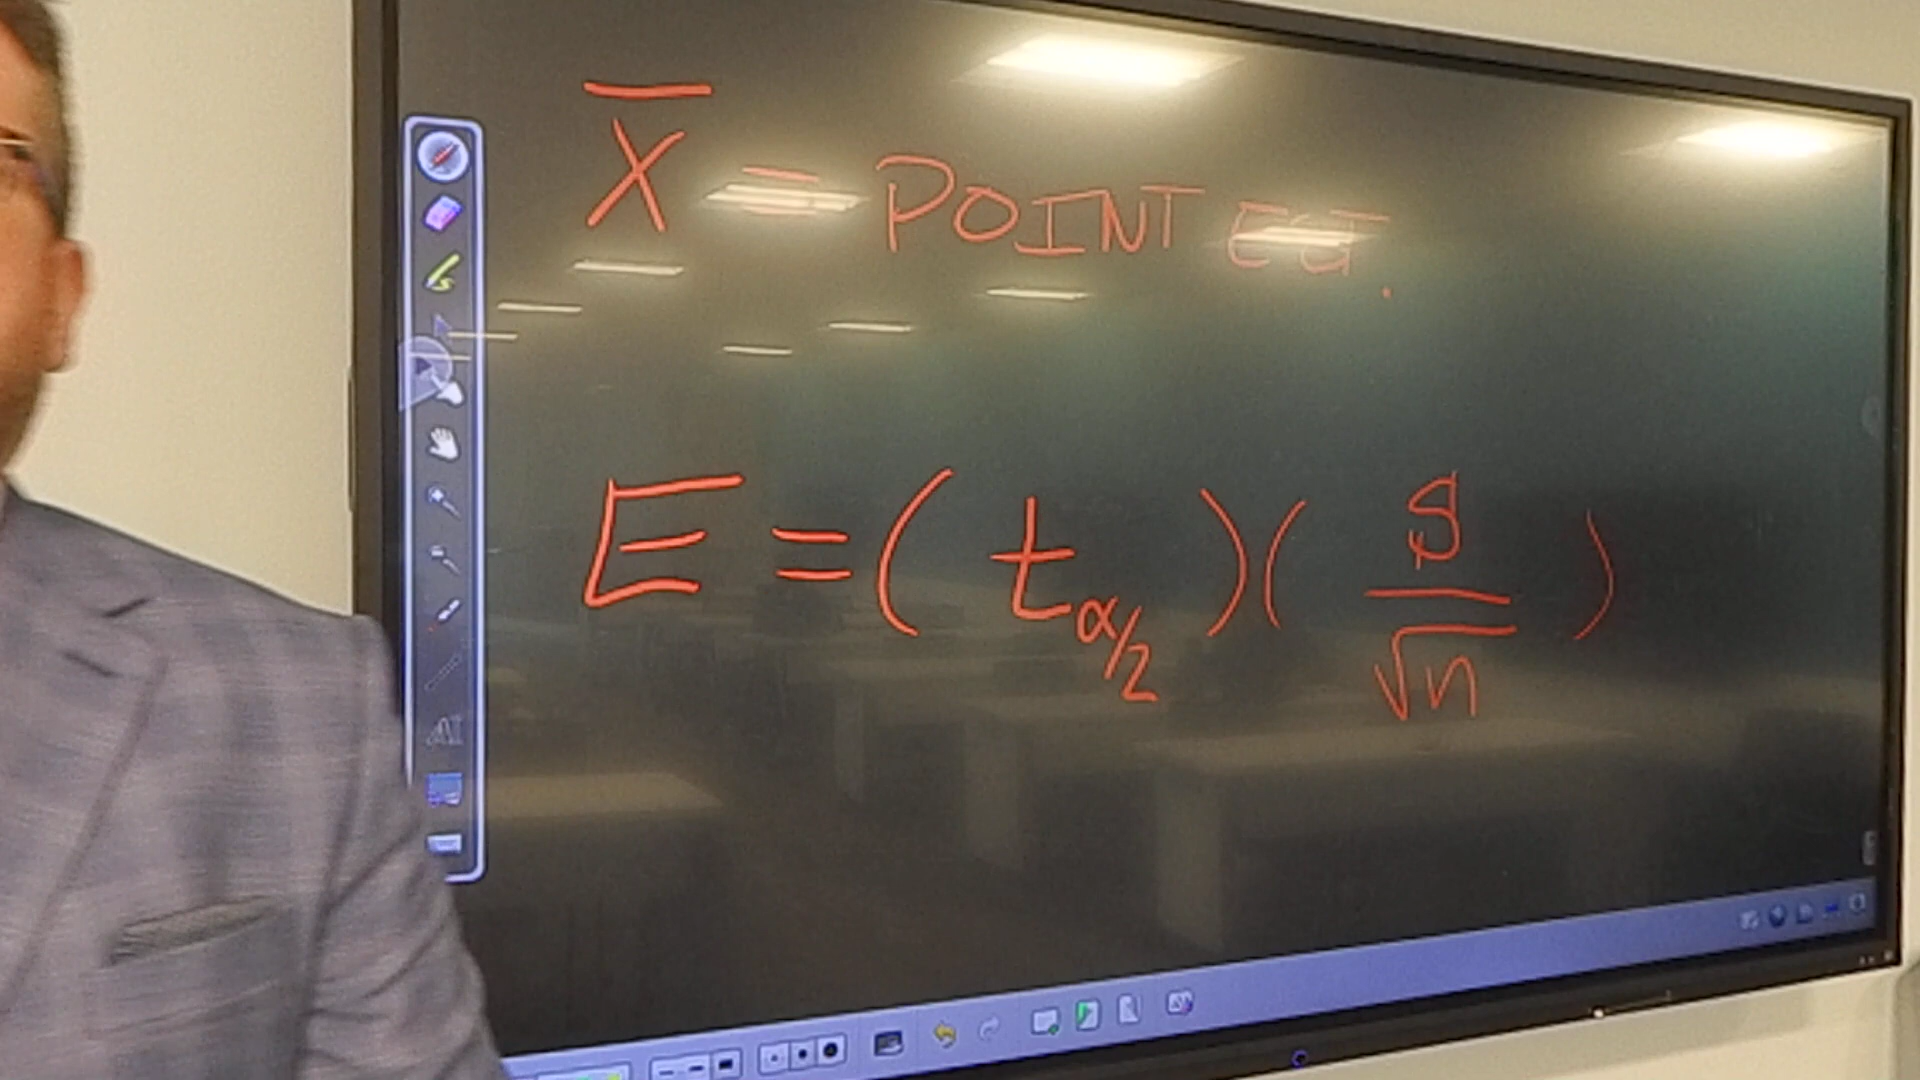 X̄ = POINT EST.
E = (t_{α/2})(s/√n)